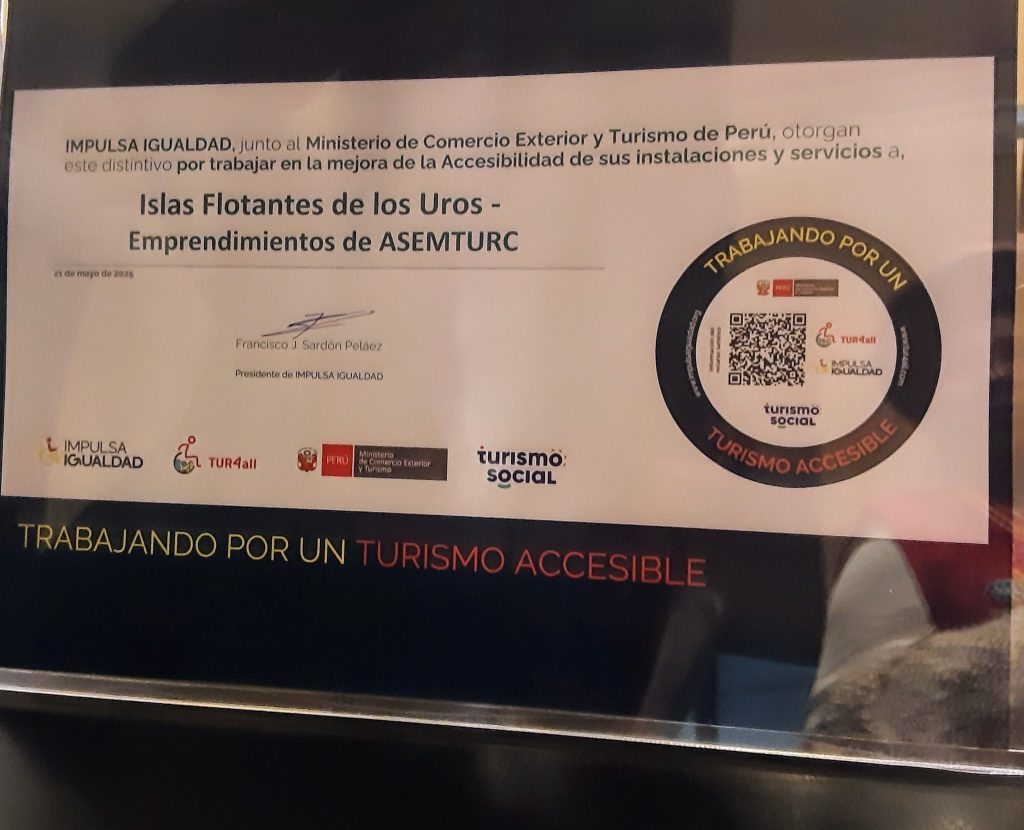 IMPULSA IGUALDAD, junto al Ministerio de Comercio Exterior y Turismo de Perú, otorgan
este distintivo por trabajar en la mejora de la Accesibilidad de sus instalaciones y servicios a,
Islas Flotantes de los Uros -
Emprendimientos de ASEMTURC
21 de mayo de 2025
Francisco J Sardón Peláez
Presidente de IMPULSA IGUALDAD
IMPULSA
IGUALDAD
TUR4all
PERÚ
Ministerio
de Comercio Exterior
y Turismo
turismo
SOCIAL
TRABAJANDO POR UN
PERÚ
TUR4all
IMPULSA
IGUALDAD
turismo
SOCIAL
TURISMO ACCESIBLE
TRABAJANDO POR UN TURISMO ACCESIBLE